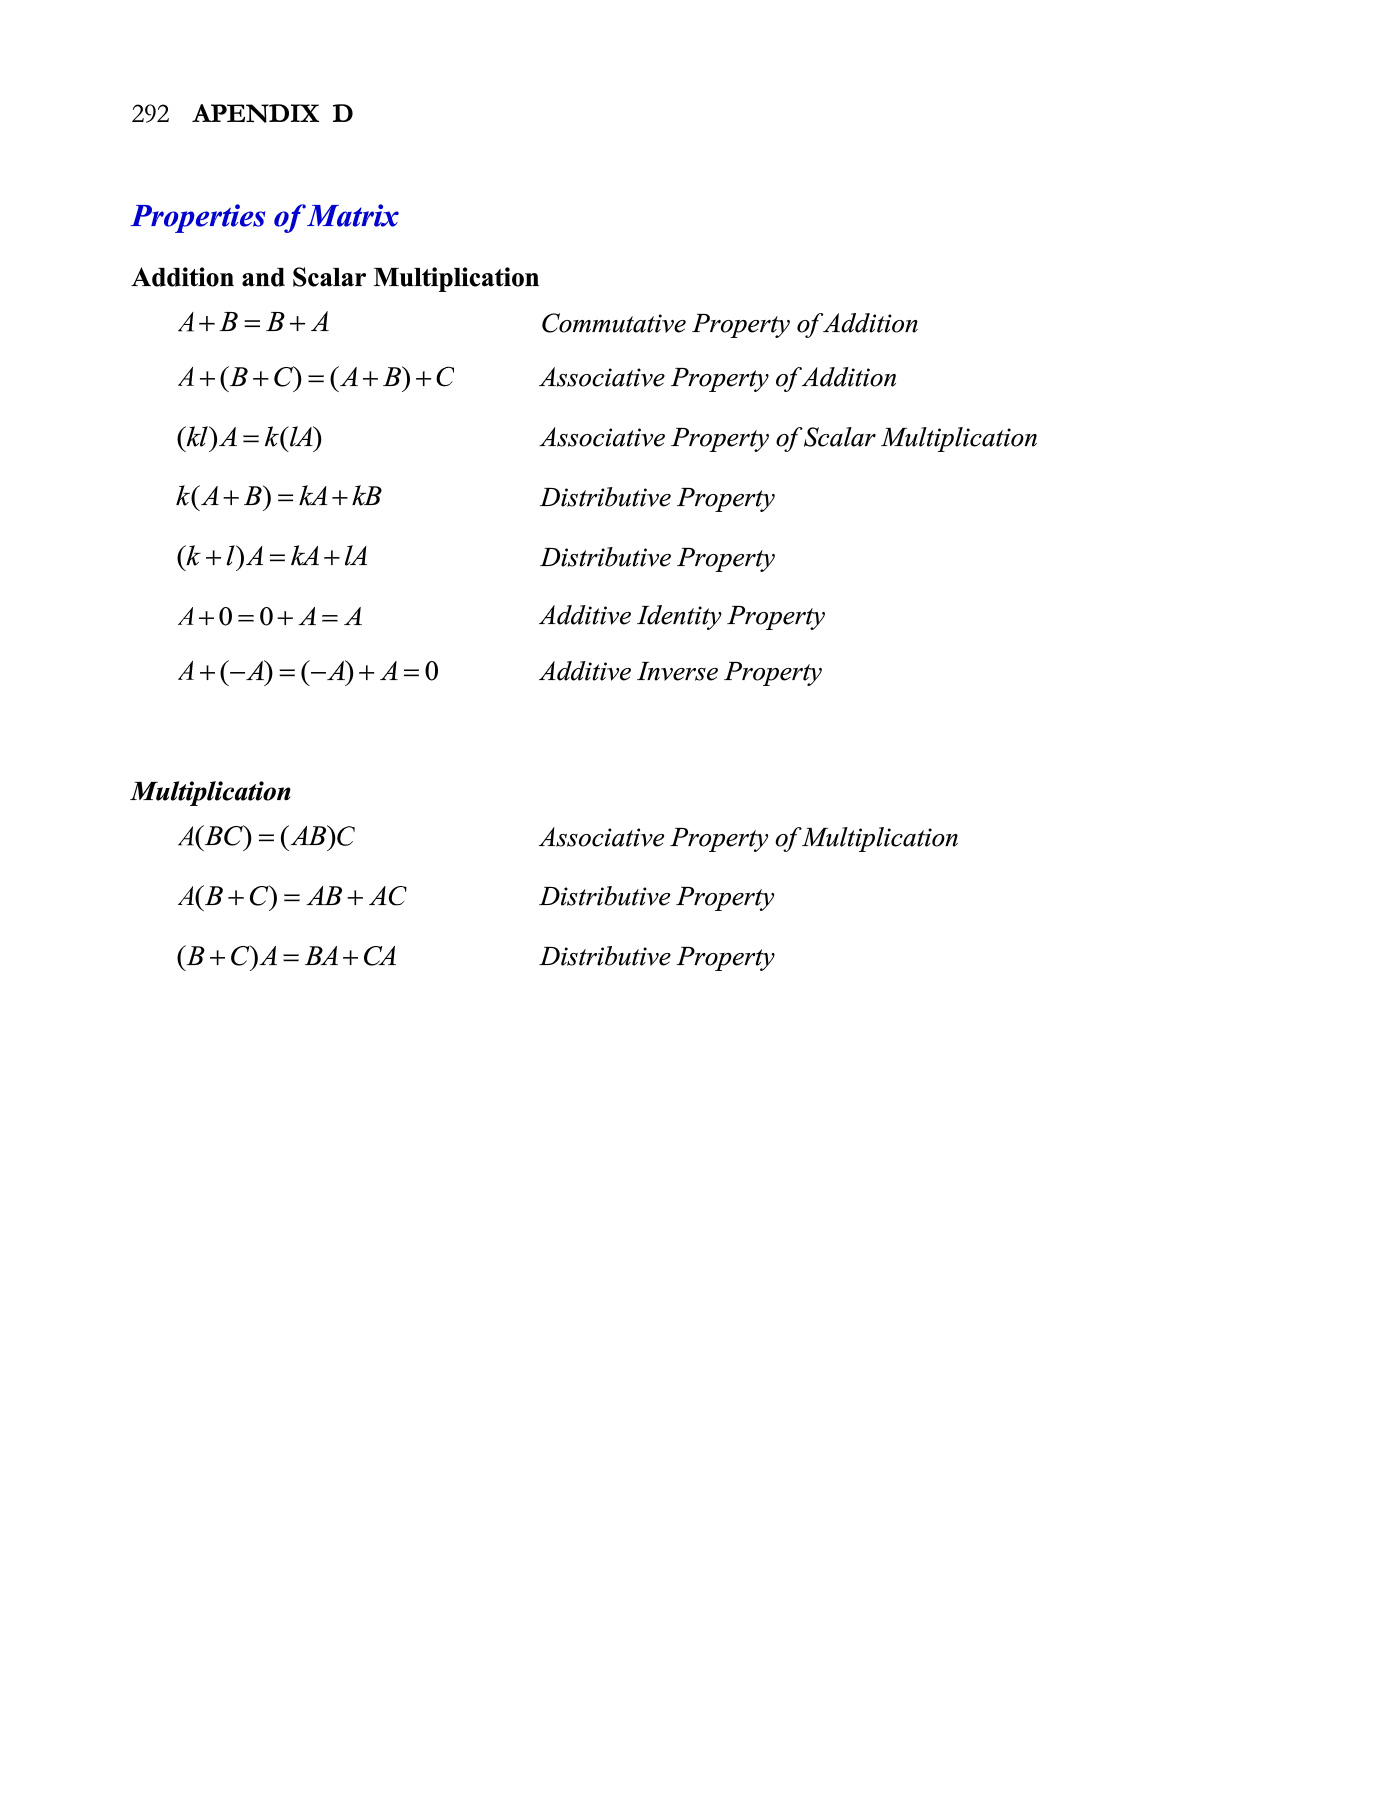 292 APENDIX D
Properties of Matrix
Addition and Scalar Multiplication
A+B=B+A Commutative Property of Addition
A+(B+C)=(A+B)+C Associative Property of Addition
(kl)A=k(lA) Associative Property of Scalar Multiplication
k(A+B)=kA+kB Distributive Property
(k+l)A=kA+lA Distributive Property
A+0=0+A=A Additive Identity Property
A+(−A)=(−A)+A=0 Additive Inverse Property
Multiplication
A(BC)=(AB)C Associative Property of Multiplication
A(B+C)=AB+AC Distributive Property
(B+C)A=BA+CA Distributive Property